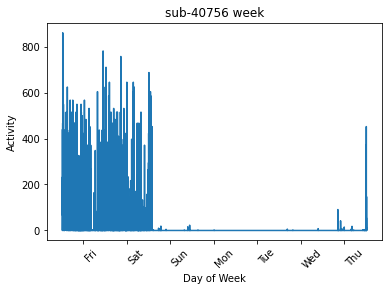 sub-40756 week
800
600
400
200
0
Activity
Fri
Sat
Sun
Mon
Tue
Wed
Thu
Day of Week